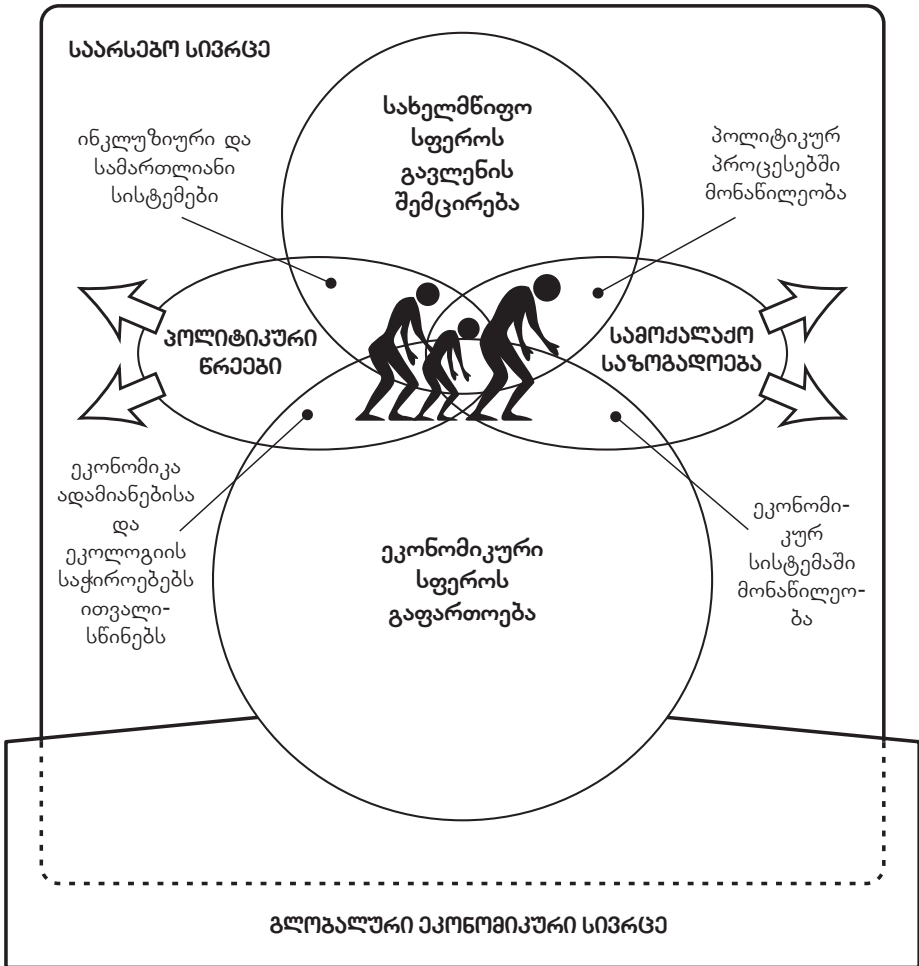 საარსებო სივრცე
სახელმწიფო
სფეროს
გავლენის
შემცირება
ინკლუზიური და
სამართლიანი
სისტემები
პოლიტიკურ
პროცესებში
მონაწილეობა
პოლიტიკური
წრეები
სამოქალაქო
საზოგადოება
ეკონომიკა
ადამიანებისა
და
ეკოლოგიის
საჭიროებებს
ითვალი-
სწინებს
ეკონომიკური
სფეროს
გაფართოება
ეკონომი-
კურ
სისტემაში
მონაწილეო-
ბა
გლობალური ეკონომიკური სივრცე